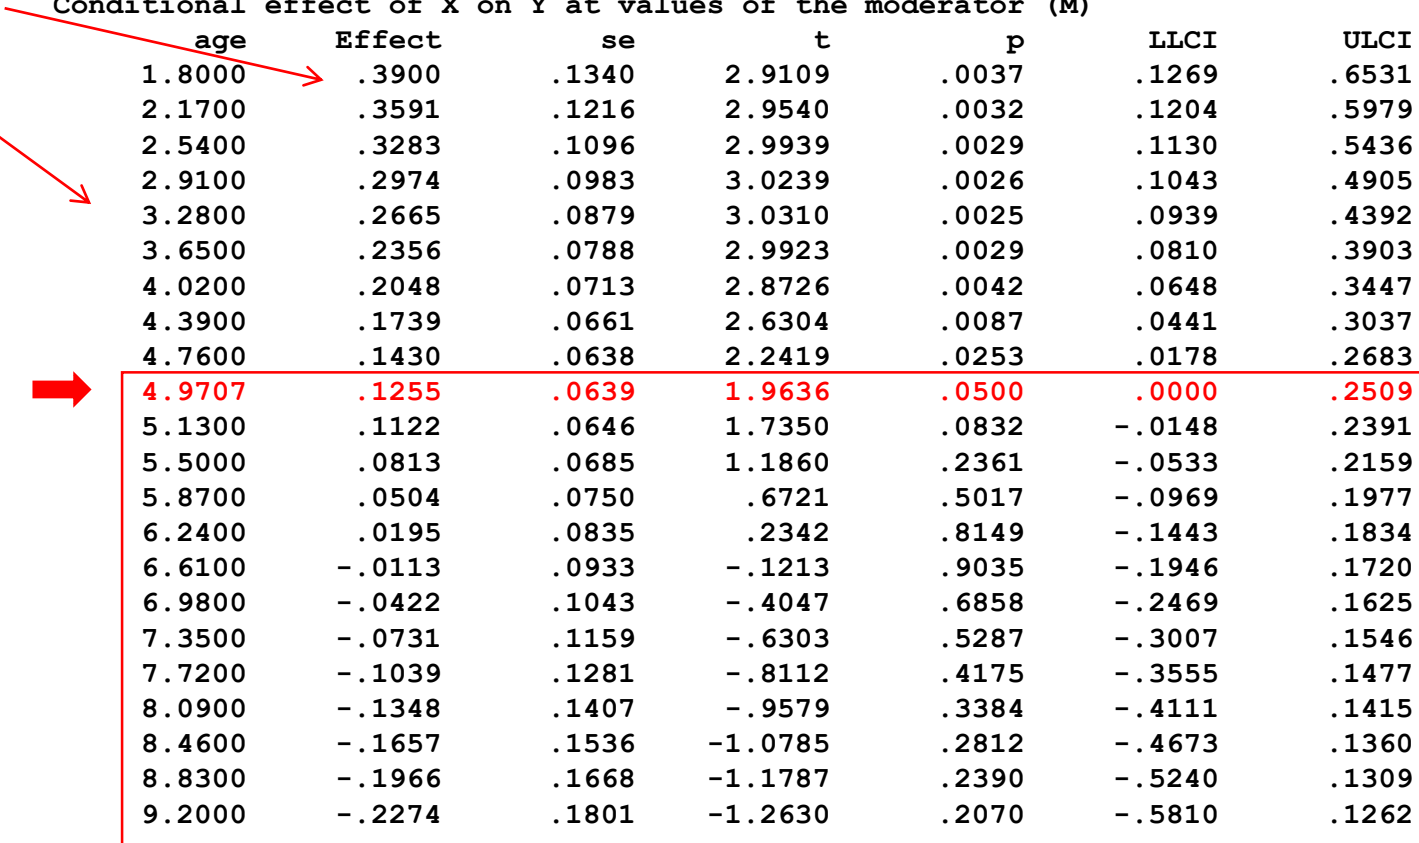 Conditional effect of X on Y at values of the moderator (M)
age Effect se t p LLCI ULCI
1.8000 .3900 .1340 2.9109 .0037 .1269 .6531
2.1700 .3591 .1216 2.9540 .0032 .1204 .5979
2.5400 .3283 .1096 2.9939 .0029 .1130 .5436
2.9100 .2974 .0983 3.0239 .0026 .1043 .4905
3.2800 .2665 .0879 3.0310 .0025 .0939 .4392
3.6500 .2356 .0788 2.9923 .0029 .0810 .3903
4.0200 .2048 .0713 2.8726 .0042 .0648 .3447
4.3900 .1739 .0661 2.6304 .0087 .0441 .3037
4.7600 .1430 .0638 2.2419 .0253 .0178 .2683
4.9707 .1255 .0639 1.9636 .0500 .0000 .2509
5.1300 .1122 .0646 1.7350 .0832 -.0148 .2391
5.5000 .0813 .0685 1.1860 .2361 -.0533 .2159
5.8700 .0504 .0750 .6721 .5017 -.0969 .1977
6.2400 .0195 .0835 .2342 .8149 -.1443 .1834
6.6100 -.0113 .0933 -.1213 .9035 -.1946 .1720
6.9800 -.0422 .1043 -.4047 .6858 -.2469 .1625
7.3500 -.0731 .1159 -.6303 .5287 -.3007 .1546
7.7200 -.1039 .1281 -.8112 .4175 -.3555 .1477
8.0900 -.1348 .1407 -.9579 .3384 -.4111 .1415
8.4600 -.1657 .1536 -1.0785 .2812 -.4673 .1360
8.8300 -.1966 .1668 -1.1787 .2390 -.5240 .1309
9.2000 -.2274 .1801 -1.2630 .2070 -.5810 .1262